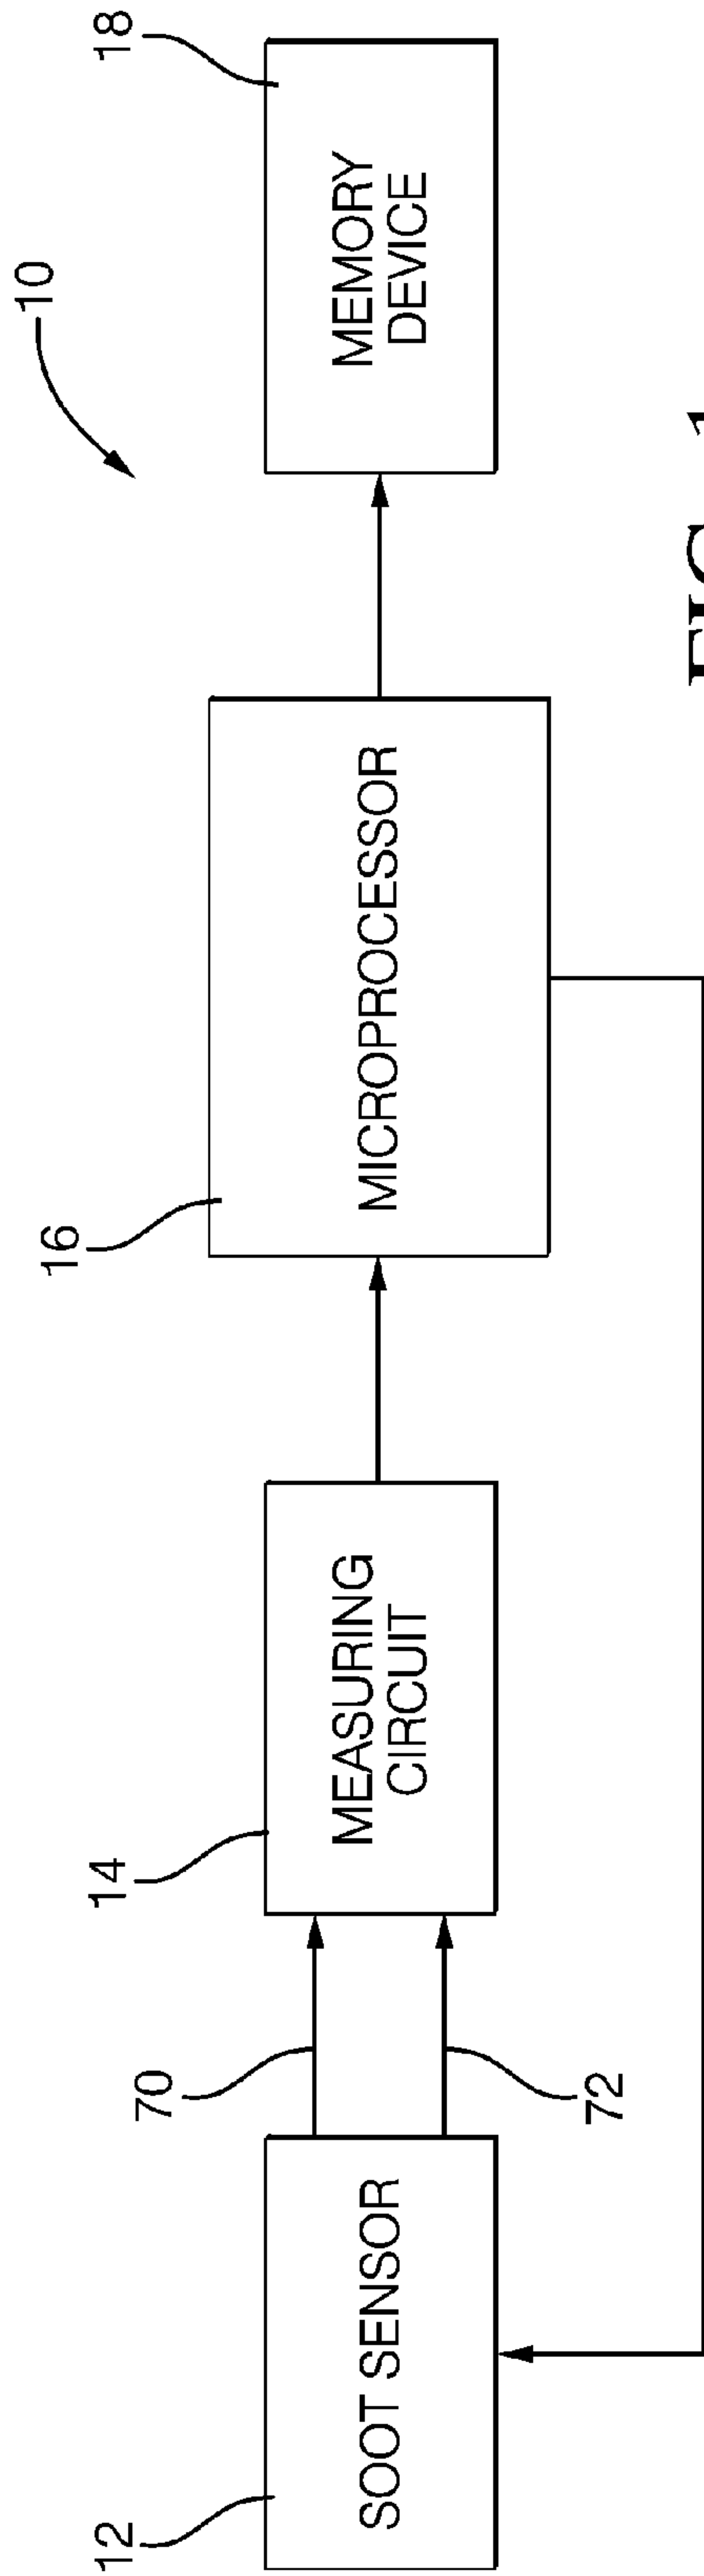 10
12
SOOT SENSOR
70
72
14
MEASURING
CIRCUIT
16
MICROPROCESSOR
18
MEMORY
DEVICE